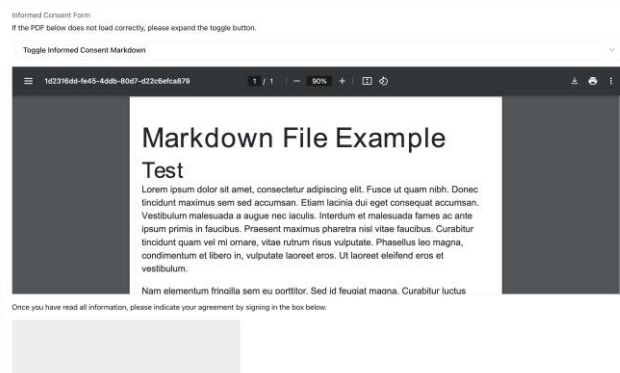 Informed Consent Form
If the PDF below does not load correctly, please expand the toggle button.
Toggle Informed Consent Markdown
1d2316dd-fe45-4ddb-80d7-d22c6efca879 1 / 1 90%
Markdown File Example
Test
Lorem ipsum dolor sit amet, consectetur adipiscing elit. Fusce ut quam nibh. Donec
tincidunt maximus sem sed accumsan. Etiam lacinia dui eget consequat accumsan.
Vestibulum malesuada a augue nec iaculis. Interdum et malesuada fames ac ante
ipsum primis in faucibus. Praesent maximus pharetra nisl vitae faucibus. Curabitur
tincidunt quam vel mi ornare, vitae rutrum risus vulputate. Phasellus leo magna,
condimentum et libero in, vulputate laoreet eros. Ut laoreet eleifend eros et
vestibulum.
Nam elementum fringilla sem eu porttitor. Sed id feugiat magna. Curabitur luctus
Once you have read all information, please indicate your agreement by signing in the box below.